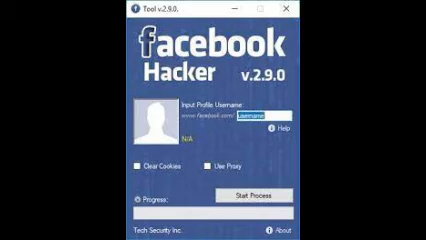 Tool v.2.9.0.
facebook
Hacker v.2.9.0
Input Profile Username:
www.facebook.com/ username
Help
N/A
Clear Cookies Use Proxy
Start Process
Progress:
Tech Security Inc. About